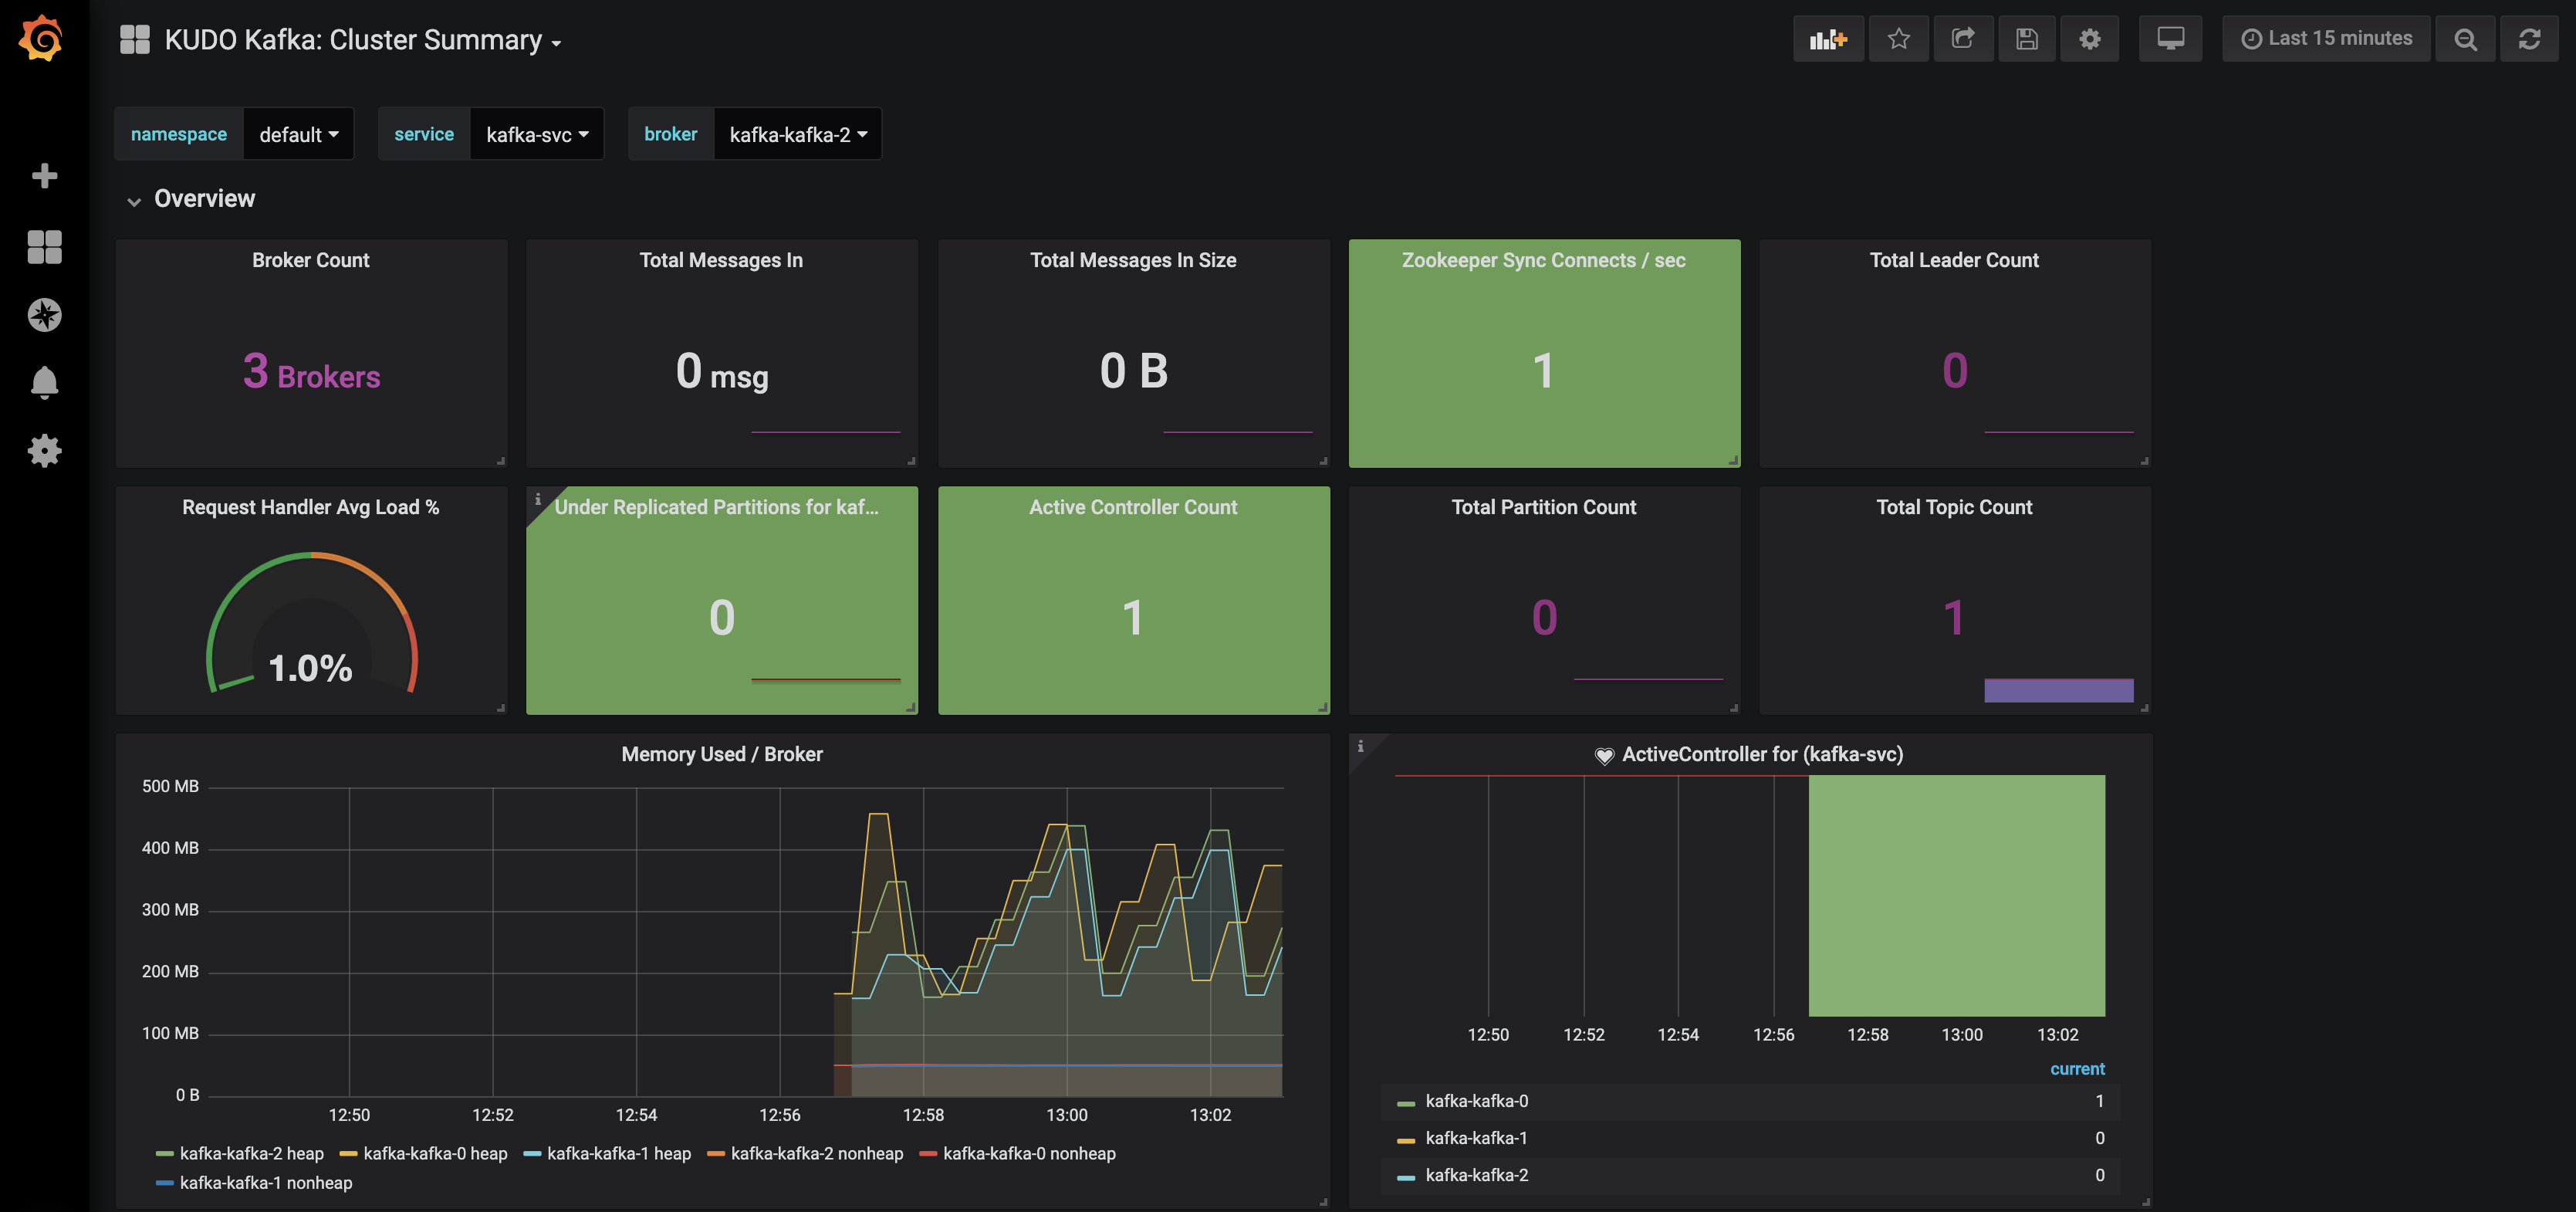 KUDO Kafka: Cluster Summary
Last 15 minutes
namespace default service kafka-svc broker kafka-kafka-2
Overview
Broker Count
3 Brokers
Total Messages In
0 msg
Total Messages In Size
0 B
Zookeeper Sync Connects / sec
1
Total Leader Count
0
Request Handler Avg Load %
1.0%
i
Under Replicated Partitions for kaf...
0
Active Controller Count
1
Total Partition Count
0
Total Topic Count
1
Memory Used / Broker
500 MB
400 MB
300 MB
200 MB
100 MB
0 B
12:50 12:52 12:54 12:56 12:58 13:00 13:02
kafka-kafka-2 heap kafka-kafka-0 heap kafka-kafka-1 heap kafka-kafka-2 nonheap kafka-kafka-0 nonheap
kafka-kafka-1 nonheap
i
ActiveController for (kafka-svc)
12:50 12:52 12:54 12:56 12:58 13:00 13:02
current
kafka-kafka-0 1
kafka-kafka-1 0
kafka-kafka-2 0